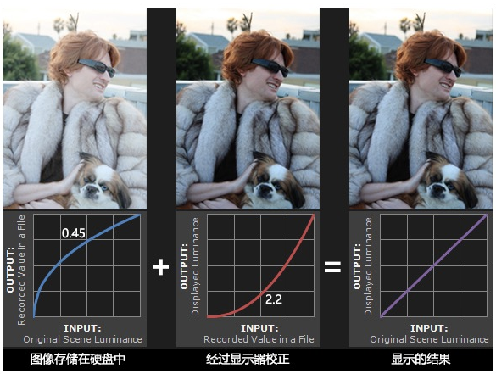 OUTPUT:
Recorded Value in a File
0.45
INPUT:
Original Scene Luminance
图像存储在硬盘中
+
OUTPUT:
Displayed Luminance
2.2
INPUT:
Recorded Value in a File
经过显示器校正
=
OUTPUT:
Displayed Luminance
INPUT:
Original Scene Luminance
显示的结果